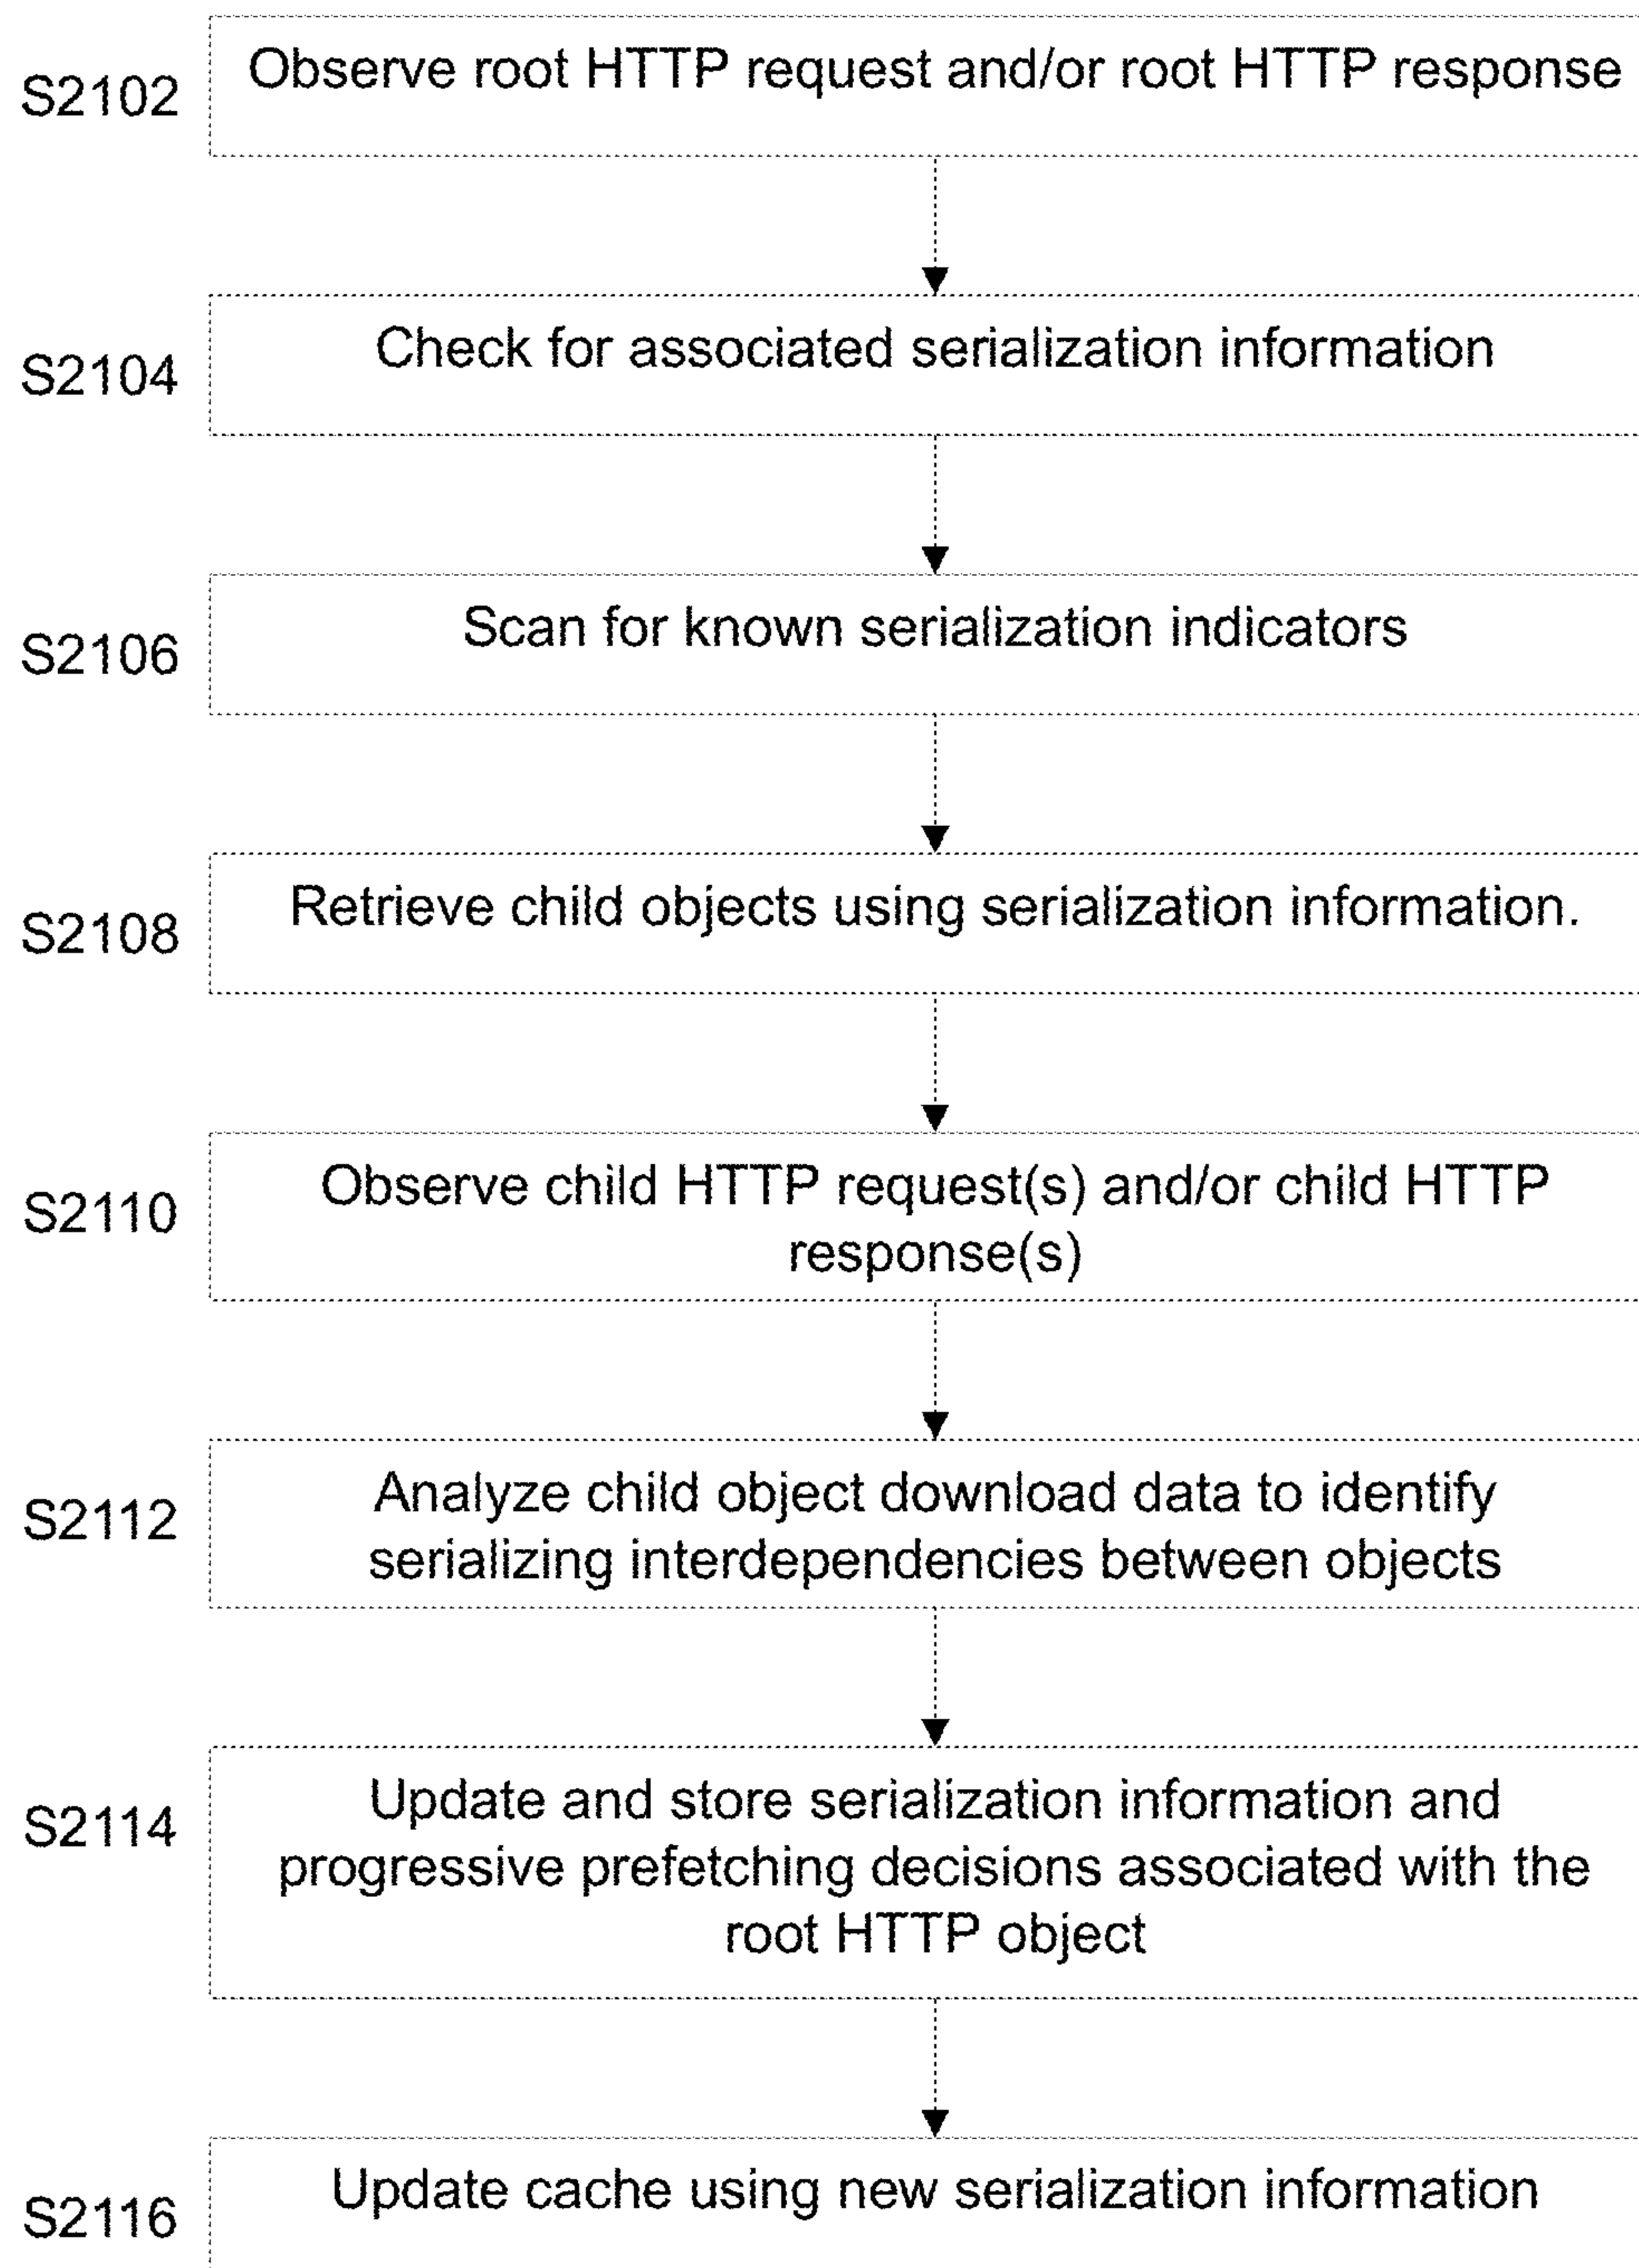 S2102
Observe root HTTP request and/or root HTTP response
S2104
Check for associated serialization information
S2106
Scan for known serialization indicators
S2108
Retrieve child objects using serialization information.
S2110
Observe child HTTP request(s) and/or child HTTP
response(s)
S2112
Analyze child object download data to identify
serializing interdependencies between objects
S2114
Update and store serialization information and
progressive prefetching decisions associated with the
root HTTP object
S2116
Update cache using new serialization information